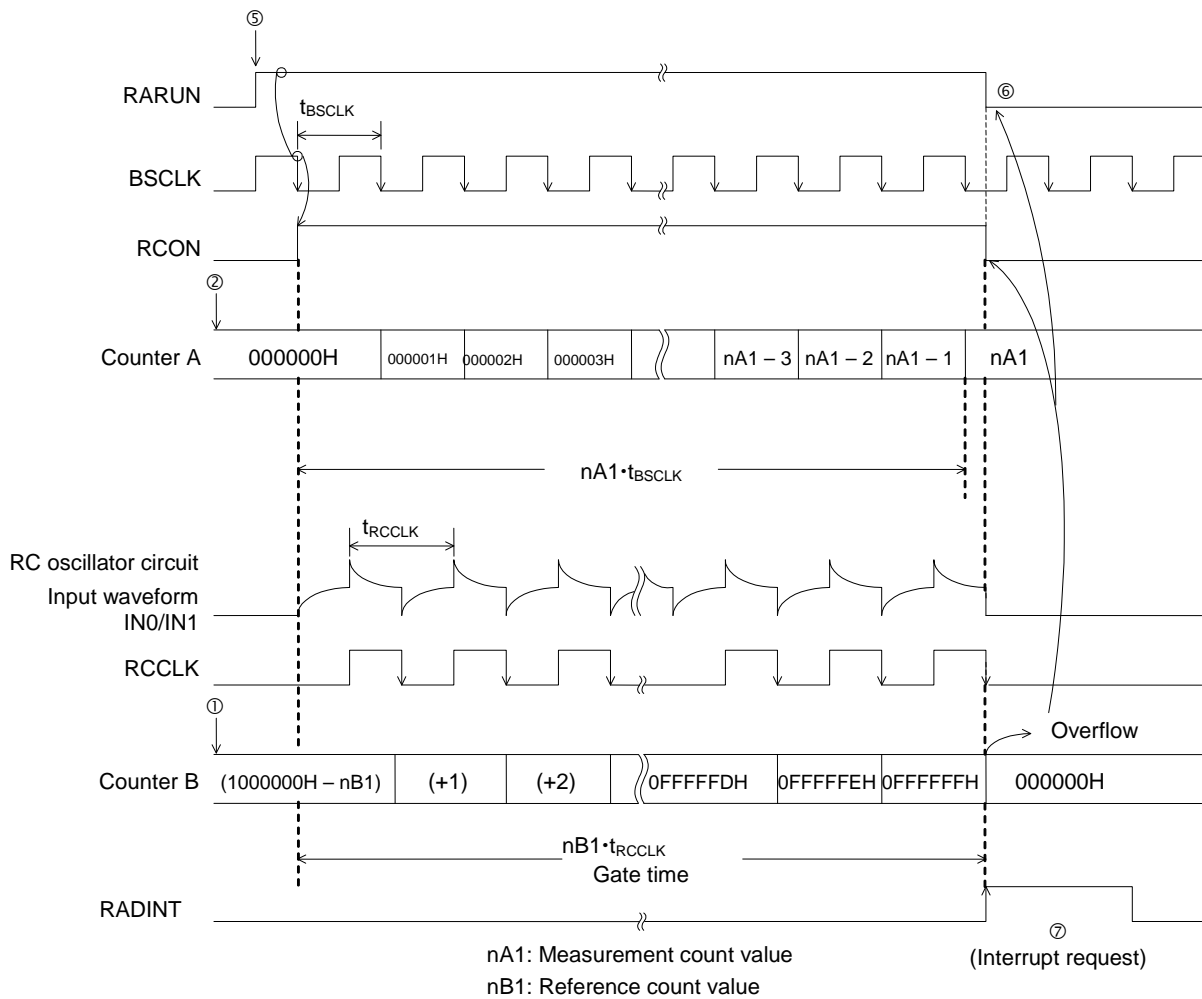 ⑤
RARUN
⑥
tBSCLK
BSCLK
RCON
②
Counter A
000000H
000001H
000002H
000003H
nA1 – 3
nA1 – 2
nA1 – 1
nA1
nA1•tBSCLK
tRCCLK
RC oscillator circuit
Input waveform
IN0/IN1
RCCLK
①
Overflow
Counter B
(1000000H – nB1)
(+1)
(+2)
0FFFFFDH
0FFFFFEH
0FFFFFFH
000000H
nB1•tRCCLK
Gate time
RADINT
⑦
(Interrupt request)
nA1: Measurement count value
nB1: Reference count value